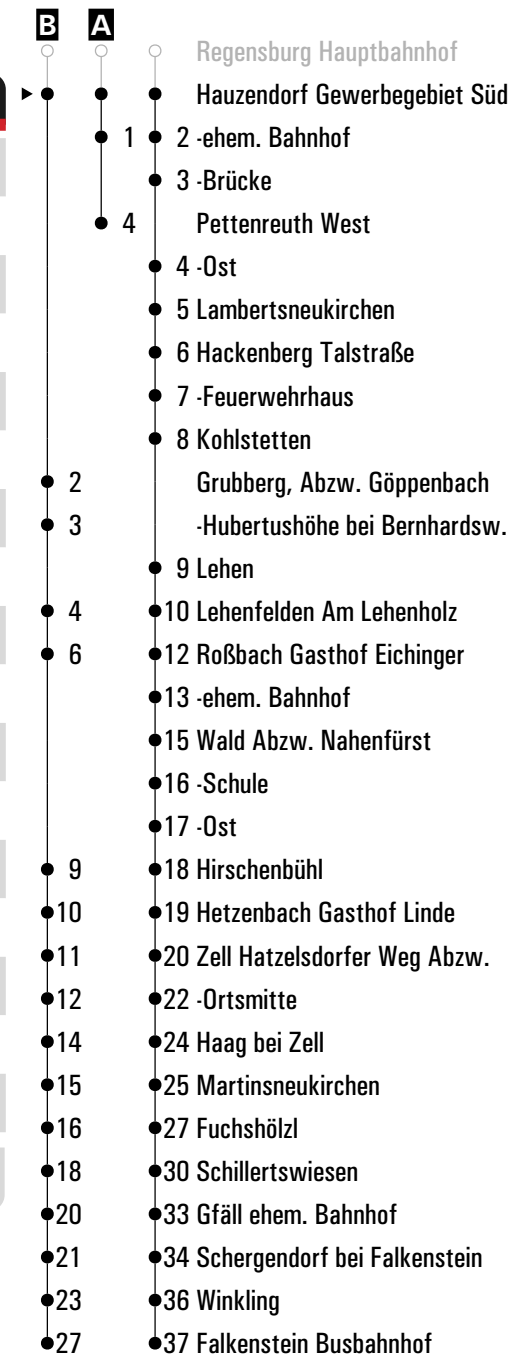 B A
Regensburg Hauptbahnhof
Hauzendorf Gewerbegebiet Süd
1 2 -ehem. Bahnhof
3 -Brücke
4 Pettenreuth West
4 -Ost
5 Lambertsneukirchen
6 Hackenberg Talstraße
7 -Feuerwehrhaus
8 Kohlstetten
2 Grubberg, Abzw. Göppenbach
3 -Hubertushöhe bei Bernhardsw.
9 Lehen
4 10 Lehenfelden Am Lehenholz
6 12 Roßbach Gasthof Eichinger
13 -ehem. Bahnhof
15 Wald Abzw. Nahenfürst
16 -Schule
17 -Ost
9 18 Hirschenbühl
10 19 Hetzenbach Gasthof Linde
11 20 Zell Hatzelsdorfer Weg Abzw.
12 22 -Ortsmitte
14 24 Haag bei Zell
15 25 Martinsneukirchen
16 27 Fuchshölzl
18 30 Schillertswiesen
20 33 Gfäll ehem. Bahnhof
21 34 Schergendorf bei Falkenstein
23 36 Winkling
27 37 Falkenstein Busbahnhof